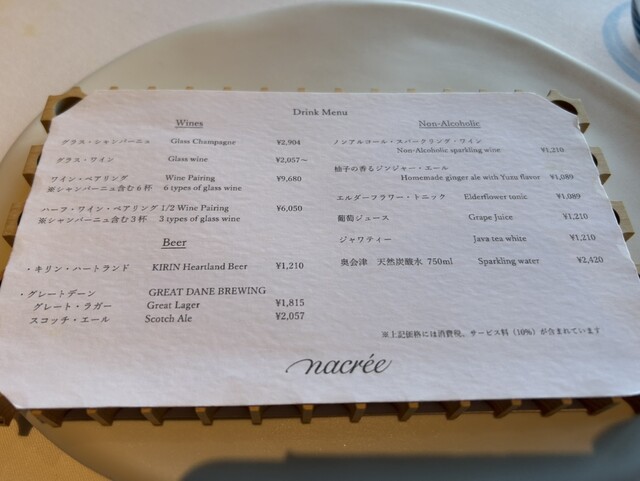 Drink Menu
Wines
グラス・シャンパーニュ Glass Champagne ¥2,904
グラス・ワイン Glass wine ¥2,057～
ワイン・ペアリング Wine Pairing ¥9,680
※シャンパーニュ含む6杯 6 types of glass wine
ハーフ・ワイン・ペアリング 1/2 Wine Pairing ¥6,050
※シャンパーニュ含む3杯 3 types of glass wine
Beer
・キリン・ハートランド KIRIN Heartland Beer ¥1,210
・グレートデーン GREAT DANE BREWING
グレート・ラガー Great Lager ¥1,815
スコッチ・エール Scotch Ale ¥2,057
Non-Alcoholic
ノンアルコール・スパークリング・ワイン
Non-Alcoholic sparkling wine ¥1,210
柚子の香るジンジャー・エール
Homemade ginger ale with Yuzu flavor ¥1,089
エルダーフラワー・トニック Elderflower tonic ¥1,089
葡萄ジュース Grape Juice ¥1,210
ジャワティー Java tea white ¥1,210
奥会津 天然炭酸水 750ml Sparkling water ¥2,420
※上記価格には消費税、サービス料（10%）が含まれています
nacrée